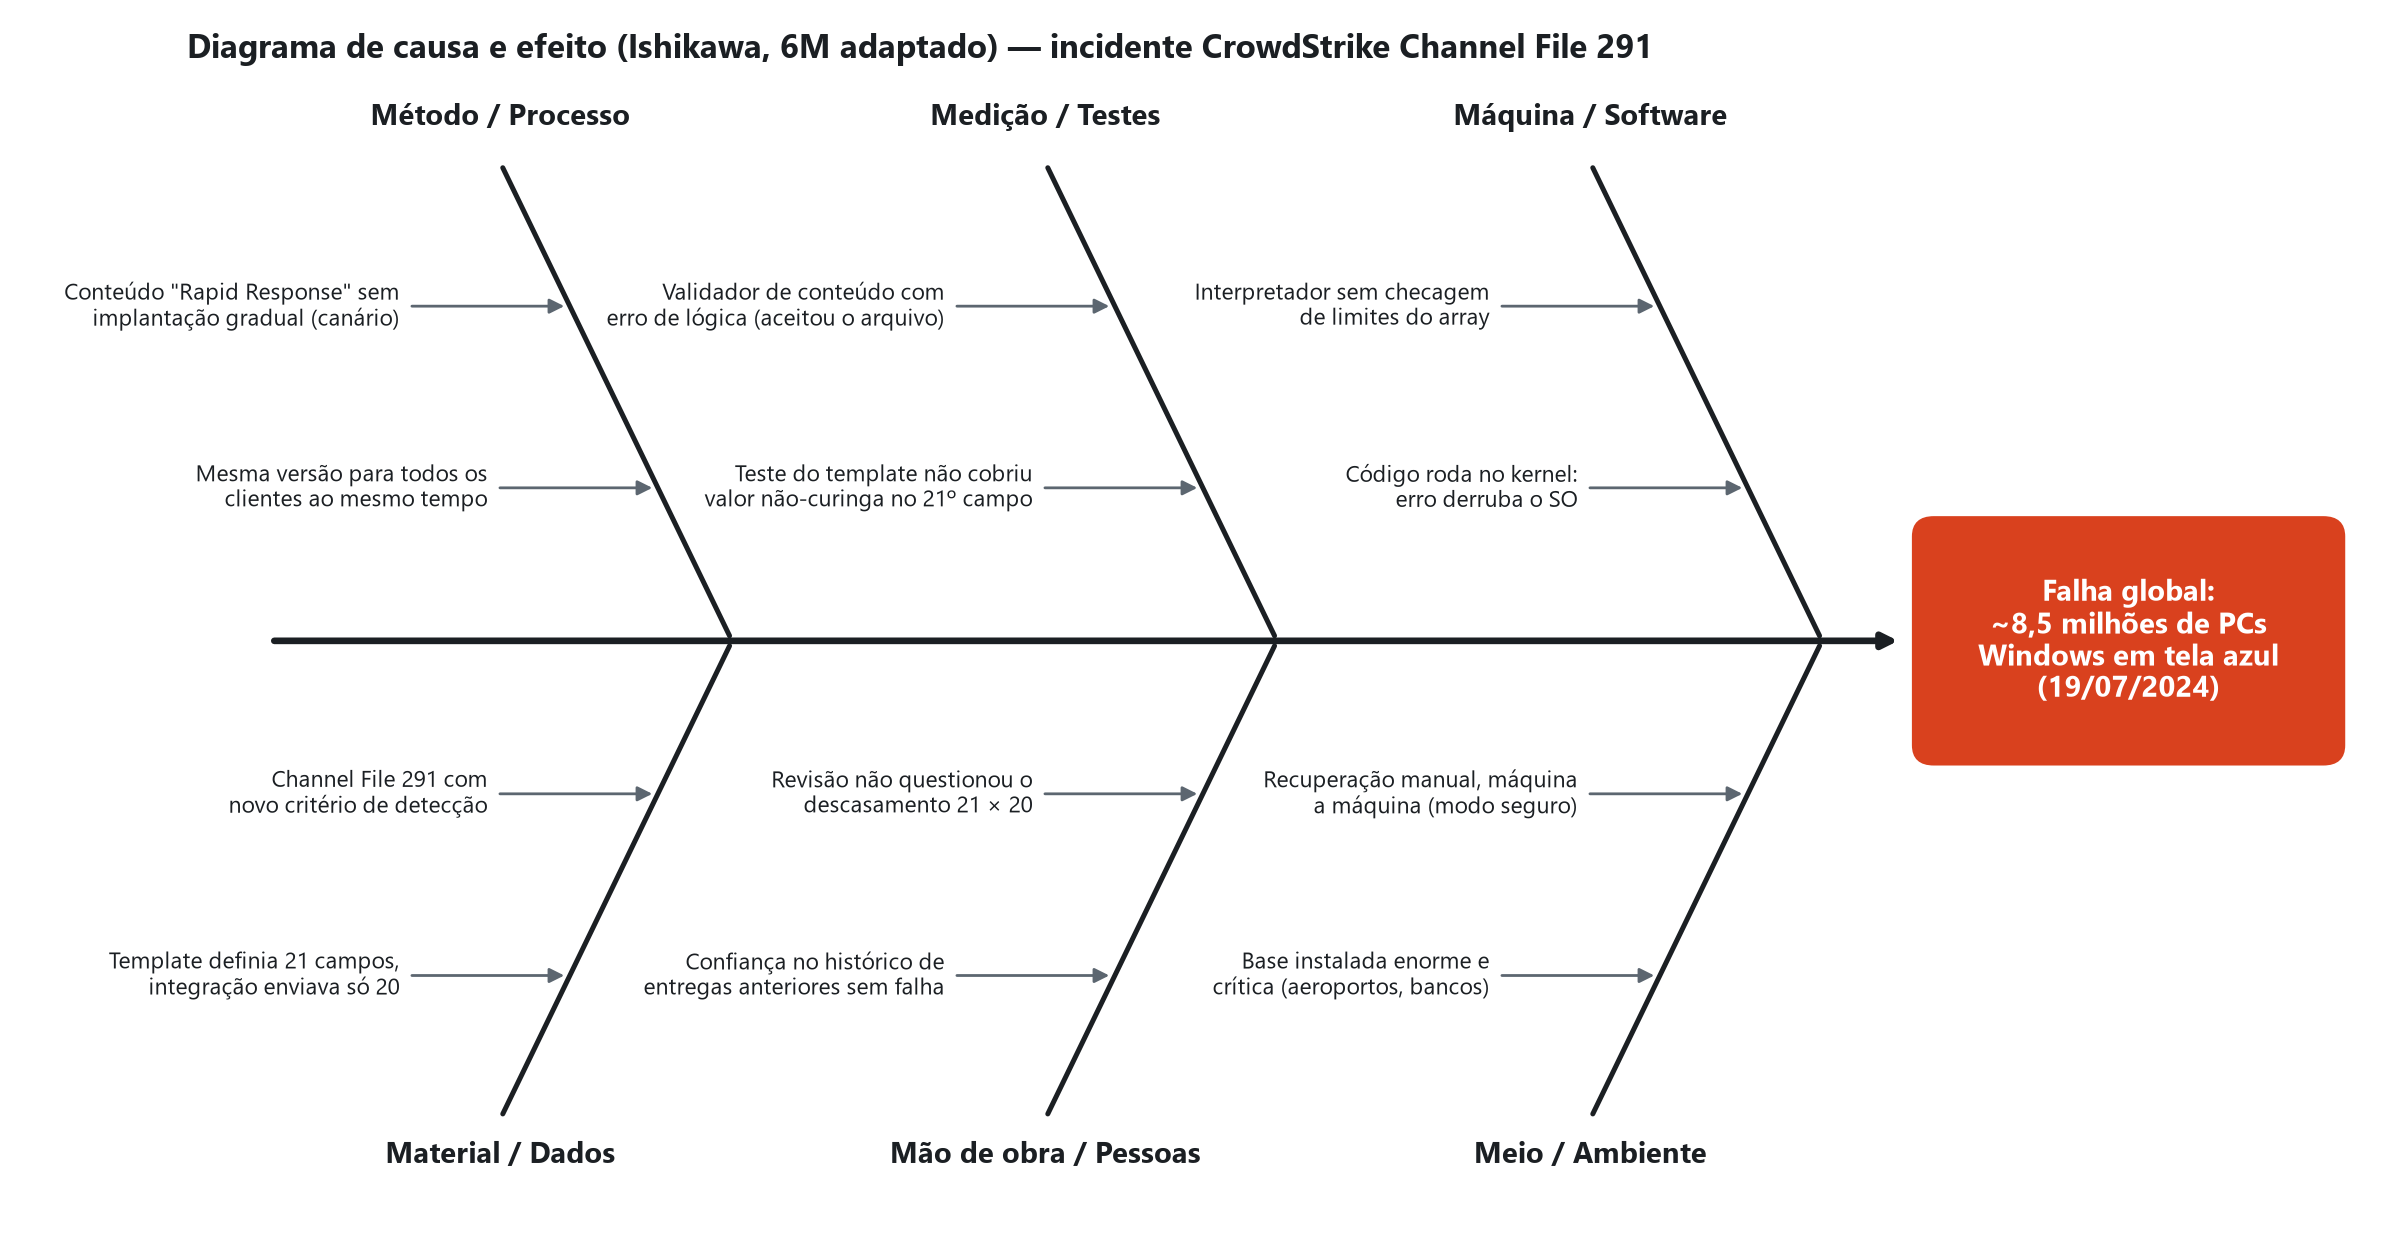 Diagrama de causa e efeito (Ishikawa, 6M adaptado) — incidente CrowdStrike Channel File 291
Método / Processo
Medição / Testes
Máquina / Software
Conteúdo "Rapid Response" sem
implantação gradual (canário)
Validador de conteúdo com
erro de lógica (aceitou o arquivo)
Interpretador sem checagem
de limites do array
Mesma versão para todos os
clientes ao mesmo tempo
Teste do template não cobriu
valor não-curinga no 21º campo
Código roda no kernel:
erro derruba o SO
Falha global:
~8,5 milhões de PCs
Windows em tela azul
(19/07/2024)
Channel File 291 com
novo critério de detecção
Revisão não questionou o
descasamento 21 × 20
Recuperação manual, máquina
a máquina (modo seguro)
Template definia 21 campos,
integração enviava só 20
Confiança no histórico de
entregas anteriores sem falha
Base instalada enorme e
crítica (aeroportos, bancos)
Material / Dados
Mão de obra / Pessoas
Meio / Ambiente